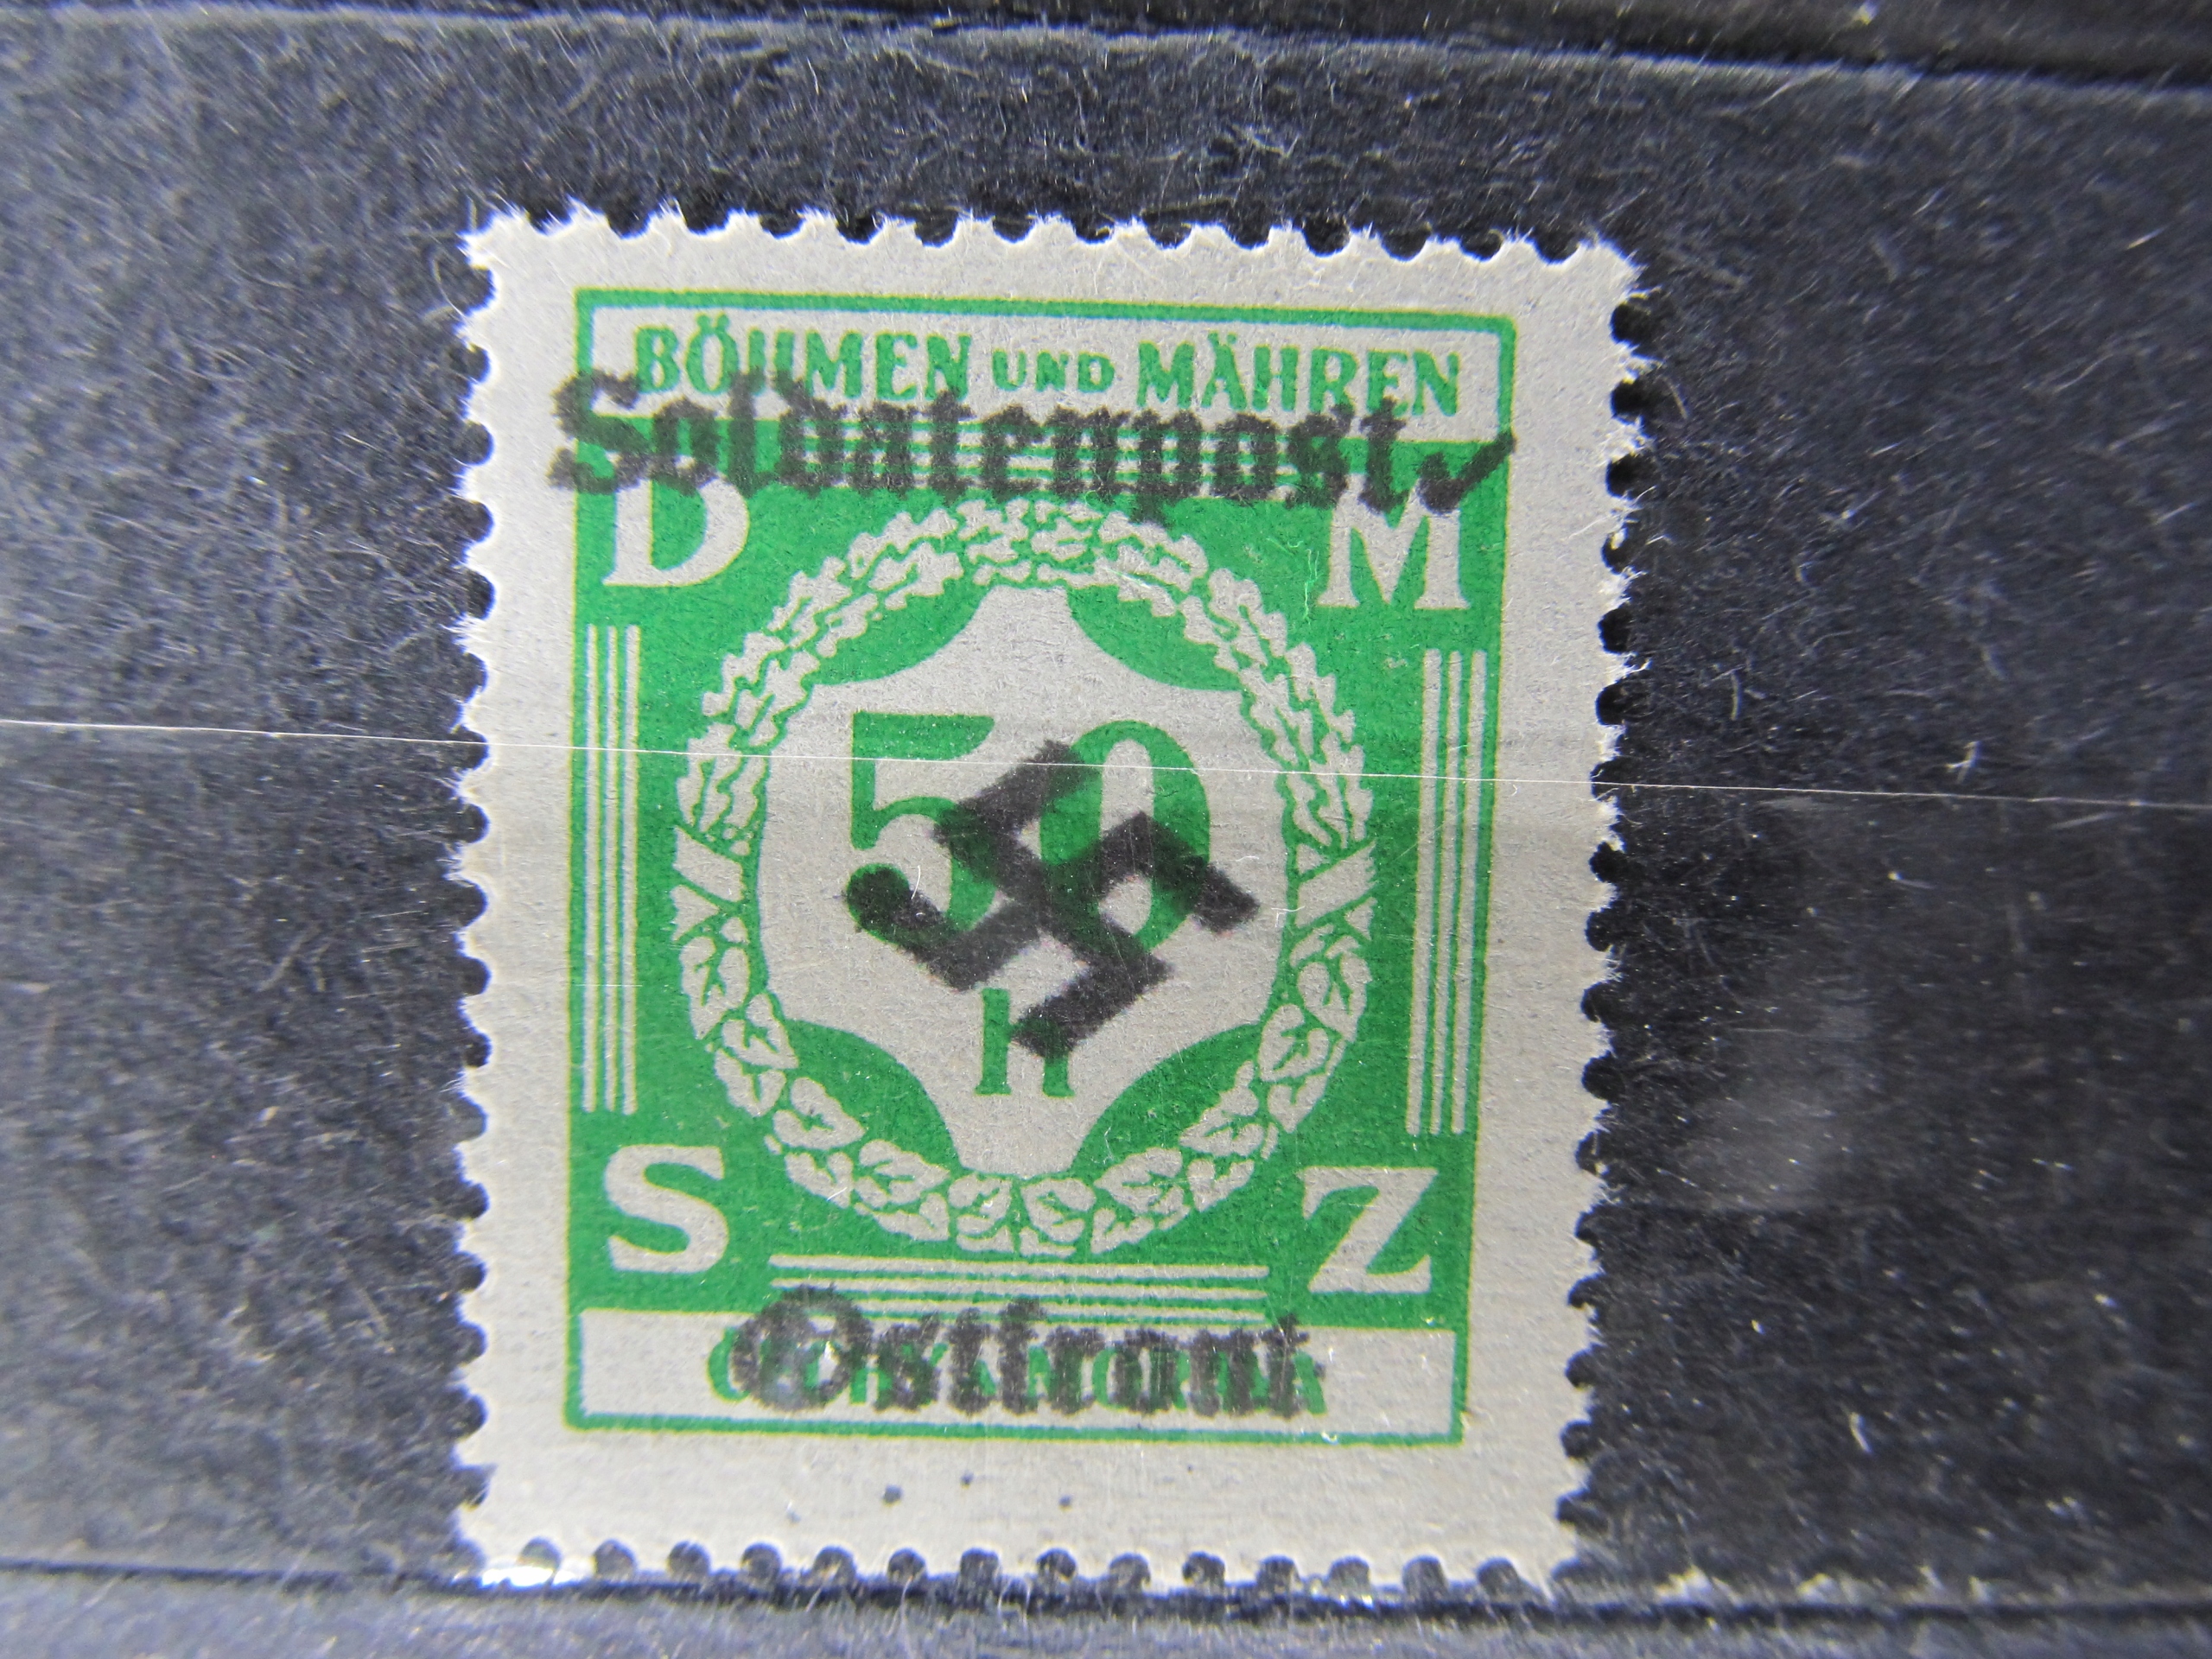 BÖHMEN UND MÄHREN
Soldatenpost
D M
50
h
S Z
Ostfront